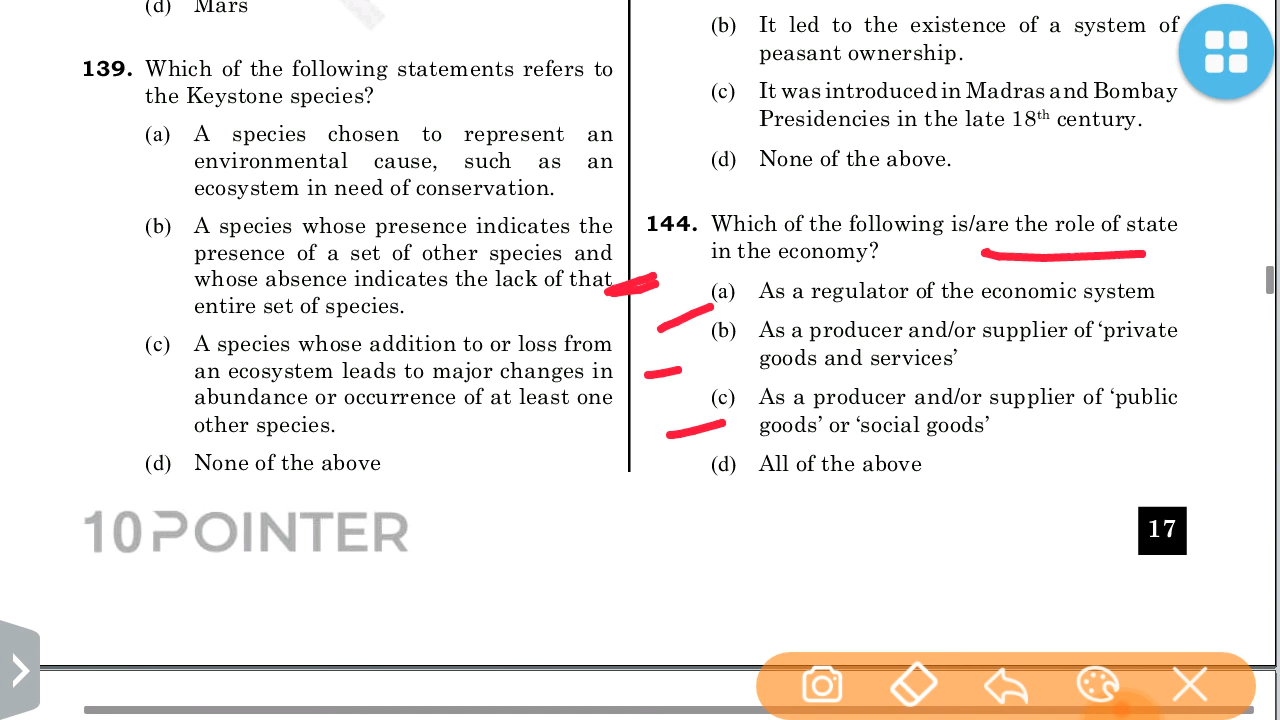 (d) Mars
139. Which of the following statements refers to
the Keystone species?
(a) A species chosen to represent an
environmental cause, such as an
ecosystem in need of conservation.
(b) A species whose presence indicates the
presence of a set of other species and
whose absence indicates the lack of that
entire set of species.
(c) A species whose addition to or loss from
an ecosystem leads to major changes in
abundance or occurrence of at least one
other species.
(d) None of the above
(b) It led to the existence of a system of
peasant ownership.
(c) It was introduced in Madras and Bombay
Presidencies in the late 18th century.
(d) None of the above.
144. Which of the following is/are the role of state
in the economy?
(a) As a regulator of the economic system
(b) As a producer and/or supplier of ‘private
goods and services’
(c) As a producer and/or supplier of ‘public
goods’ or ‘social goods’
(d) All of the above
10 POINTER
17